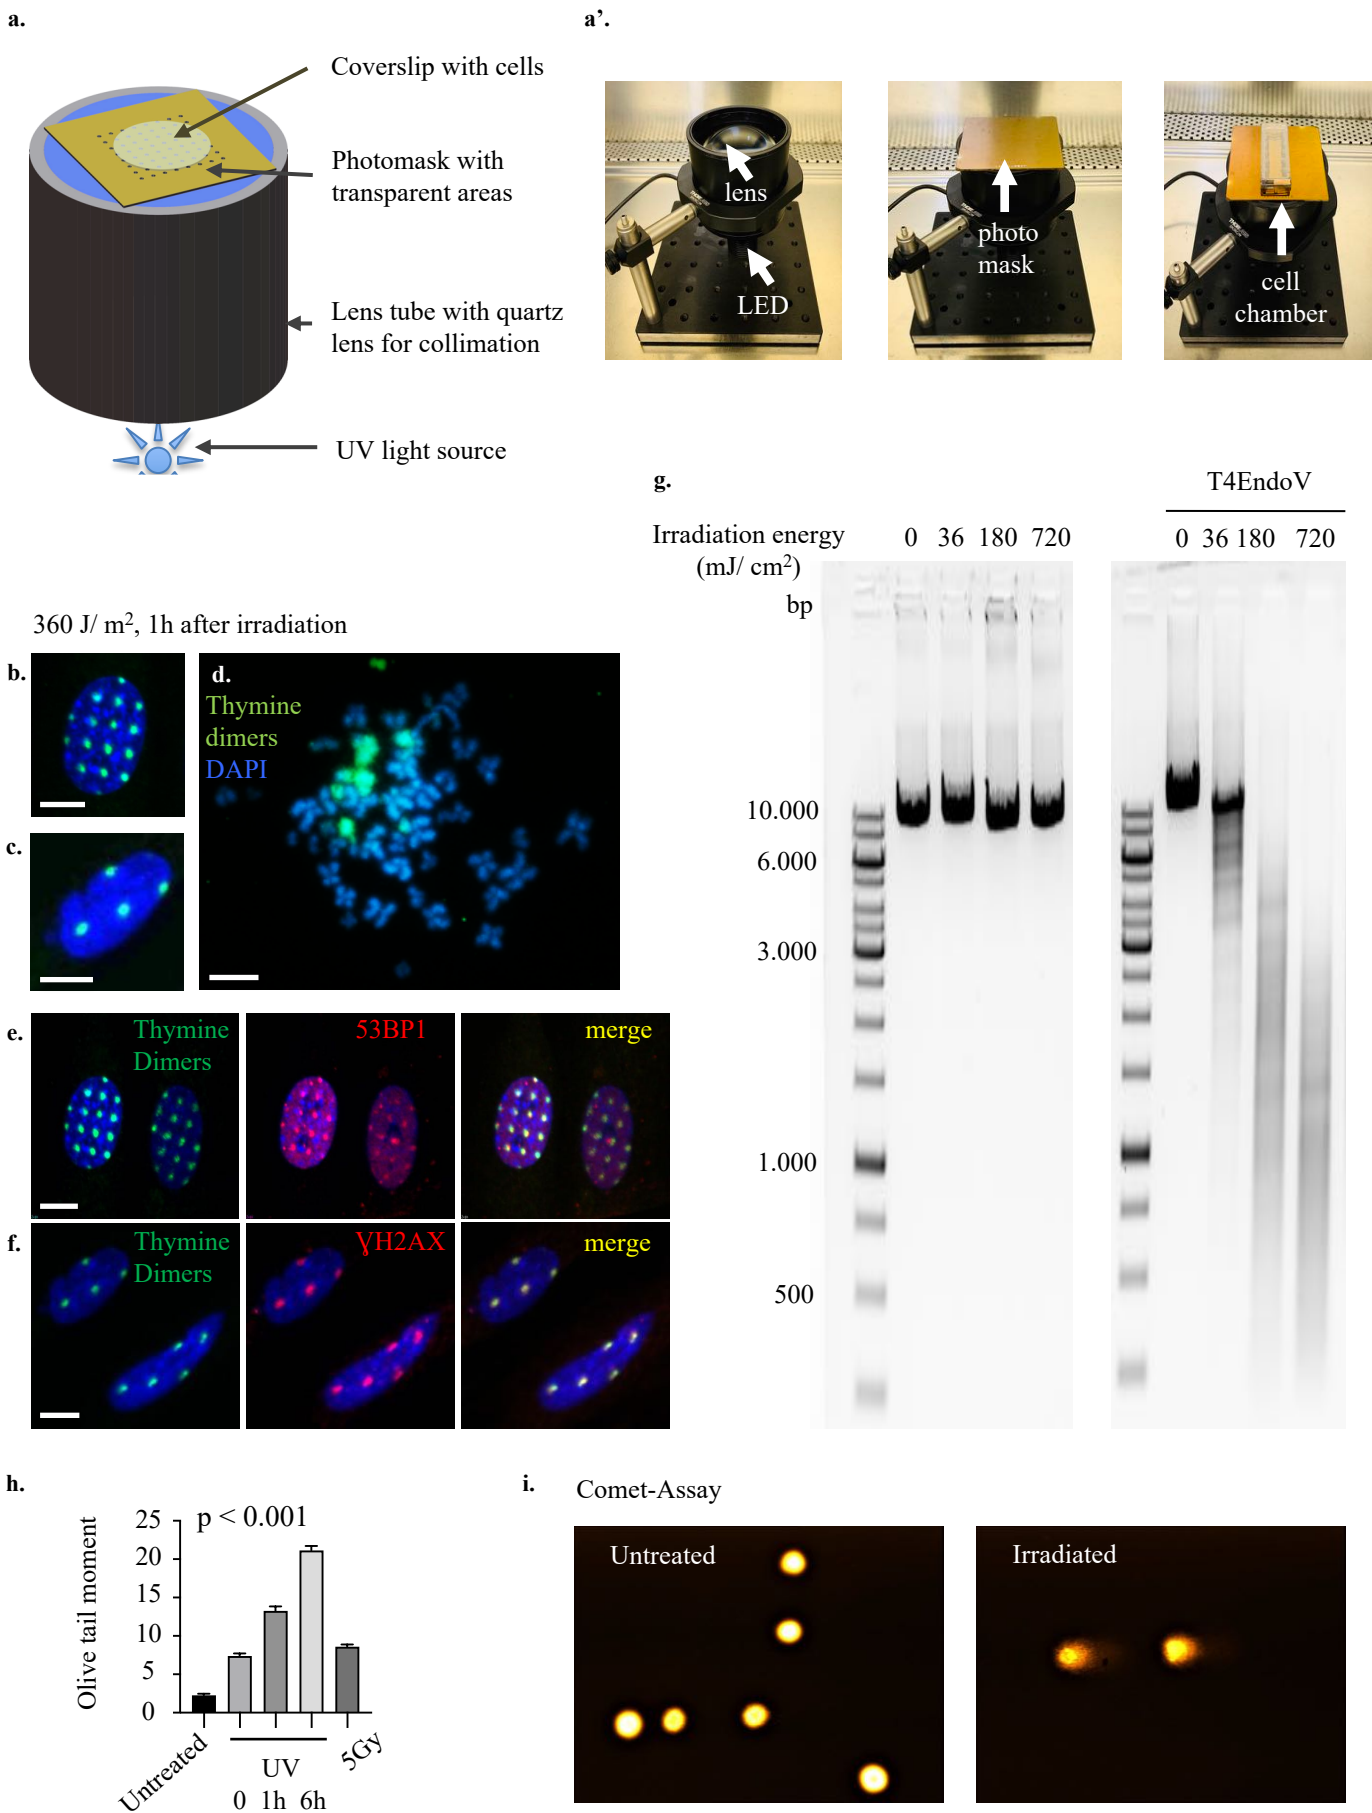 a.
Coverslip with cells
Photomask with
transparent areas
Lens tube with quartz
lens for collimation
UV light source
a'.
lens
LED
photo
mask
cell
chamber
360 J/ m², 1h after irradiation
b.
c.
d.
Thymine
dimers
DAPI
e.
Thymine
Dimers
53BP1
merge
f.
Thymine
Dimers
ɣH2AX
merge
g.
T4EndoV
Irradiation energy
(mJ/ cm²)
0 36 180 720
0 36 180 720
bp
10.000
6.000
3.000
1.000
500
h.
p < 0.001
Olive tail moment
25
20
15
10
5
0
Untreated
UV
0 1h 6h
5Gy
i.
Comet-Assay
Untreated
Irradiated